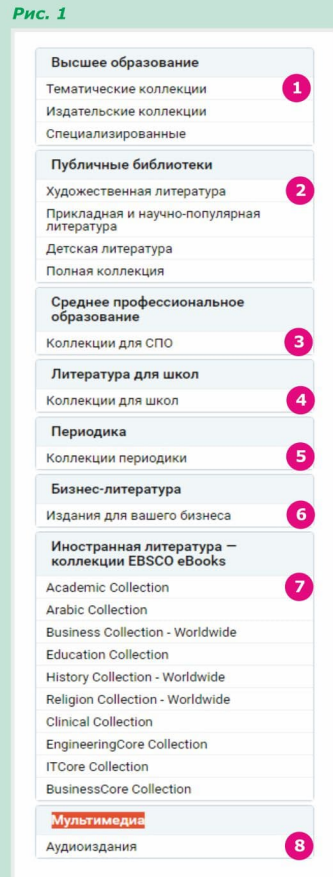 Рис. 1
Высшее образование
Тематические коллекции 1
Издательские коллекции
Специализированные
Публичные библиотеки
Художественная литература 2
Прикладная и научно-популярная
литература
Детская литература
Полная коллекция
Среднее профессиональное
образование
Коллекции для СПО 3
Литература для школ
Коллекции для школ 4
Периодика
Коллекции периодики 5
Бизнес-литература
Издания для вашего бизнеса 6
Иностранная литература —
коллекции EBSCO eBooks
Academic Collection 7
Arabic Collection
Business Collection - Worldwide
Education Collection
History Collection - Worldwide
Religion Collection - Worldwide
Clinical Collection
EngineeringCore Collection
ITCore Collection
BusinessCore Collection
Мультимедиа
Аудиоиздания 8